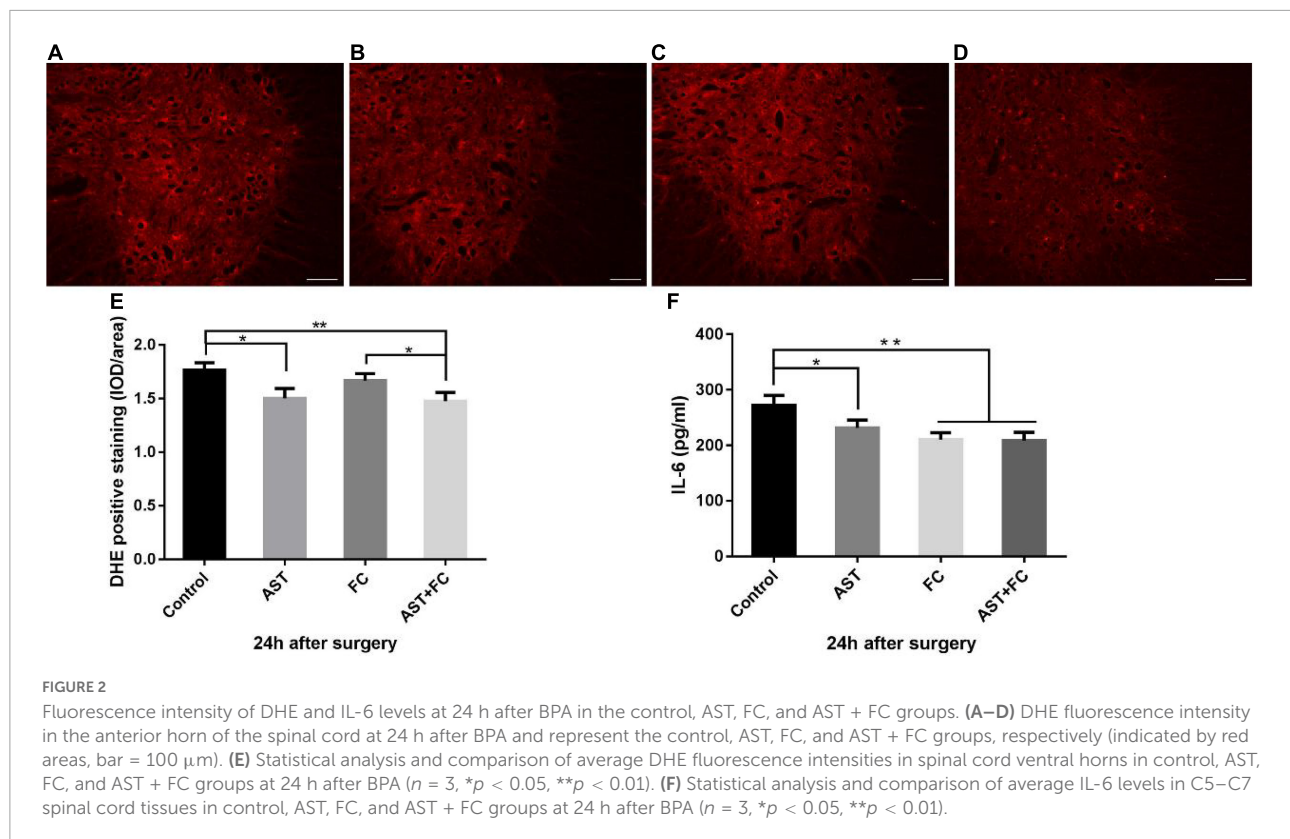 A B C D
E
DHE positive staining (IOD/area)
2.0
1.5
1.0
0.5
0.0
**
*
*
Control AST FC AST+FC
24h after surgery
F
IL-6 (pg/ml)
400
300
200
100
0
*
* *
Control AST FC AST+FC
24h after surgery
FIGURE 2
Fluorescence intensity of DHE and IL-6 levels at 24 h after BPA in the control, AST, FC, and AST + FC groups. (A–D) DHE fluorescence intensity
in the anterior horn of the spinal cord at 24 h after BPA and represent the control, AST, FC, and AST + FC groups, respectively (indicated by red
areas, bar = 100 μm). (E) Statistical analysis and comparison of average DHE fluorescence intensities in spinal cord ventral horns in control, AST,
FC, and AST + FC groups at 24 h after BPA (n = 3, *p < 0.05, **p < 0.01). (F) Statistical analysis and comparison of average IL-6 levels in C5–C7
spinal cord tissues in control, AST, FC, and AST + FC groups at 24 h after BPA (n = 3, *p < 0.05, **p < 0.01).